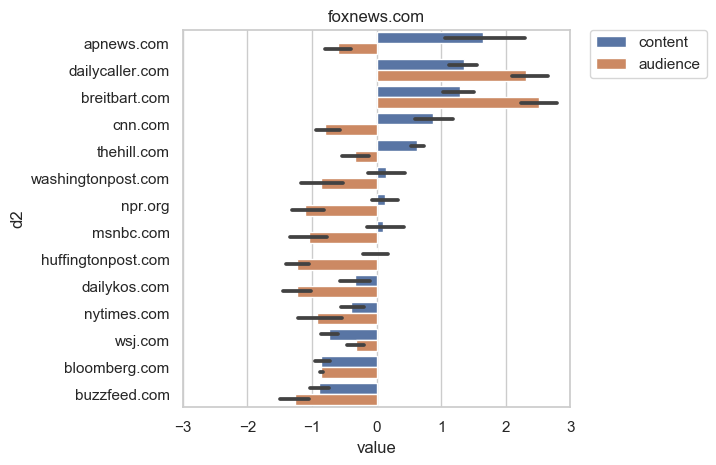 foxnews.com
content
audience
apnews.com
dailycaller.com
breitbart.com
cnn.com
thehill.com
washingtonpost.com
npr.org
msnbc.com
huffingtonpost.com
dailykos.com
nytimes.com
wsj.com
bloomberg.com
buzzfeed.com
d2
−3 −2 −1 0 1 2 3
value